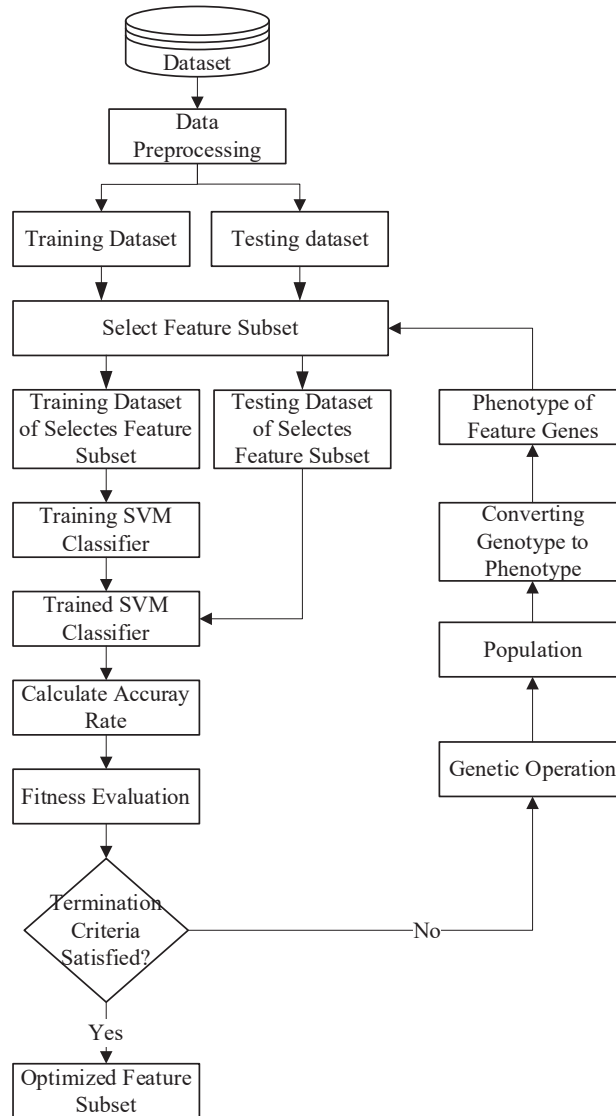 Dataset
Data
Preprocessing
Training Dataset
Testing dataset
Select Feature Subset
Training Dataset
of Selectes Feature
Subset
Testing Dataset
of Selectes
Feature Subset
Phenotype of
Feature Genes
Training SVM
Classifier
Converting
Genotype to
Phenotype
Trained SVM
Classifier
Population
Calculate Accuray
Rate
Genetic Operation
Fitness Evaluation
Termination
Criteria
Satisfied?
No
Yes
Optimized Feature
Subset